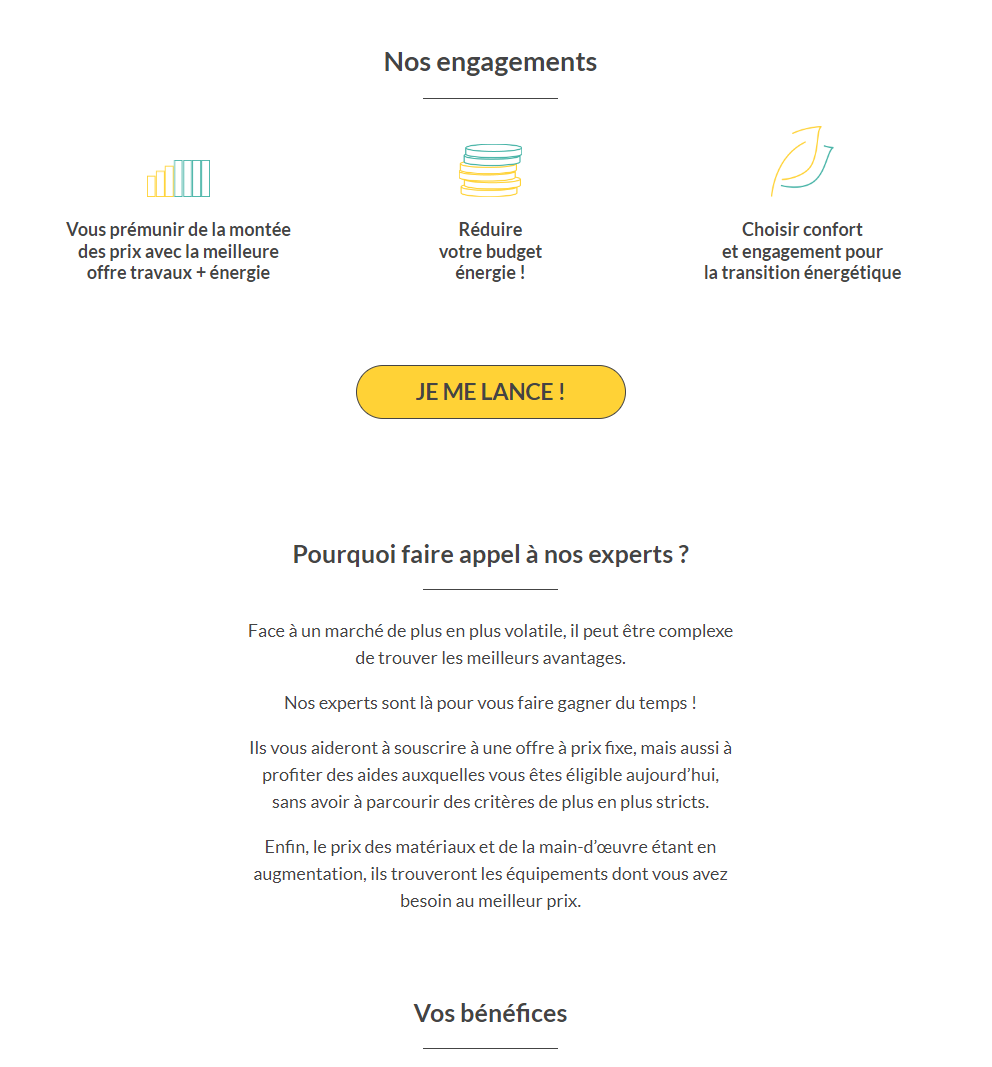 Nos engagements
Vous prémunir de la montée
des prix avec la meilleure
offre travaux + énergie
Réduire
votre budget
énergie !
Choisir confort
et engagement pour
la transition énergétique
JE ME LANCE !
Pourquoi faire appel à nos experts ?
Face à un marché de plus en plus volatile, il peut être complexe
de trouver les meilleurs avantages.
Nos experts sont là pour vous faire gagner du temps !
Ils vous aideront à souscrire à une offre à prix fixe, mais aussi à
profiter des aides auxquelles vous êtes éligible aujourd’hui,
sans avoir à parcourir des critères de plus en plus stricts.
Enfin, le prix des matériaux et de la main-d’œuvre étant en
augmentation, ils trouveront les équipements dont vous avez
besoin au meilleur prix.
Vos bénéfices